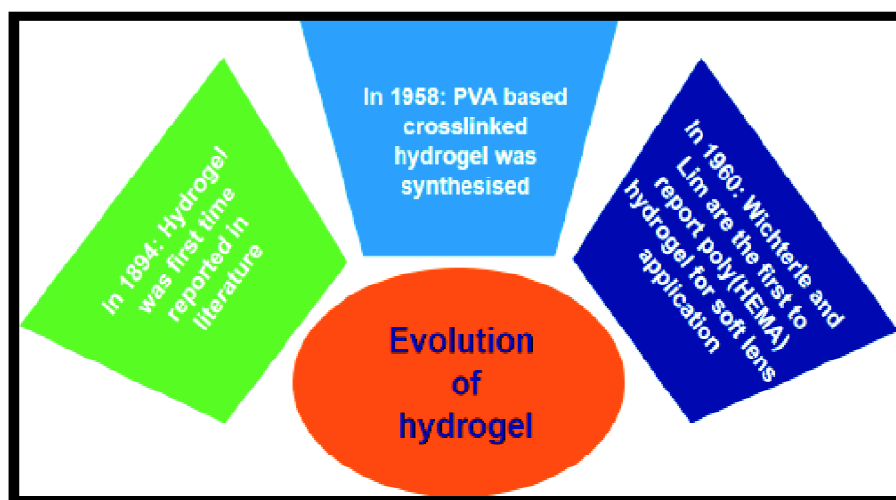 In 1894: Hydrogel
was first time
reported in
literature
In 1958: PVA based
crosslinked
hydrogel was
synthesised
In 1960: Wichterle and
Lim are the first to
report poly(HEMA)
hydrogel for soft lens
application
Evolution
of
hydrogel